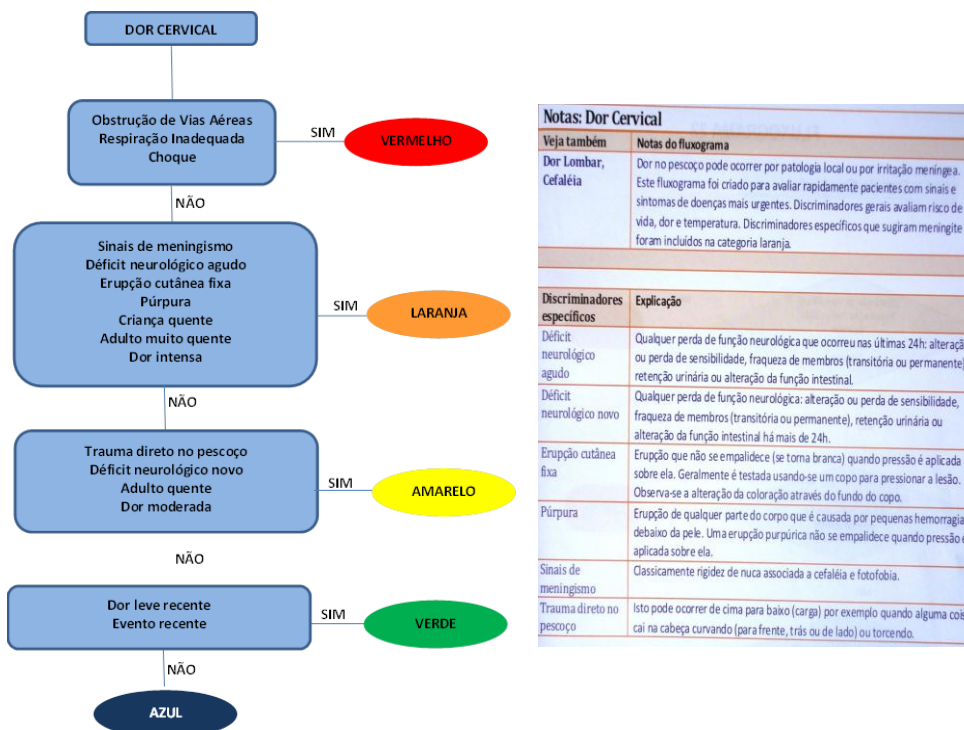 DOR CERVICAL
Obstrução de Vias Aéreas
Respiração Inadequada
Choque
SIM
VERMELHO
NÃO
Sinais de meningismo
Déficit neurológico agudo
Erupção cutânea fixa
Púrpura
Criança quente
Adulto muito quente
Dor intensa
SIM
LARANJA
NÃO
Trauma direto no pescoço
Déficit neurológico novo
Adulto quente
Dor moderada
SIM
AMARELO
NÃO
Dor leve recente
Evento recente
SIM
VERDE
NÃO
AZUL
Notas: Dor Cervical
Veja também
Notas do fluxograma
Dor Lombar,
Cefaléia
Dor no pescoço pode ocorrer por patologia local ou por irritação meníngea.
Este fluxograma foi criado para avaliar rapidamente pacientes com sinais e
sintomas de doenças mais urgentes. Discriminadores gerais avaliam risco de
vida, dor e temperatura. Discriminadores específicos que sugiram meningite
foram incluídos na categoria laranja.
Discriminadores
específicos
Explicação
Déficit
neurológico
agudo
Qualquer perda de função neurológica que ocorreu nas últimas 24h:
ou perda de sensibilidade, fraqueza de membros (transitória ou permanente)
retenção urinária ou alteração da função intestinal.
Déficit
neurológico novo
Qualquer perda de função neurológica: alteração ou perda de sensibilidade,
fraqueza de membros (transitória ou permanente), retenção urinária ou
alteração da função intestinal há mais de 24h.
Erupção cutânea
fixa
Erupção que não se empalidece (se torna branca) quando pressão é aplicada
sobre ela. Geralmente é testada usando-se um copo para pressionar a lesão.
Observa-se a alteração da coloração através do fundo do copo.
Púrpura
Erupção de qualquer parte do corpo que é causada por pequenas hemorragia
debaixo da pele. Uma erupção purpúrica não se empalidece quando pressão é
aplicada sobre ela.
Sinais de
meningismo
Classicamente rigidez de nuca associada a cefaléia e fotofobia.
Trauma direto no
pescoço
Isto pode ocorrer de cima para baixo (carga) por exemplo quando alguma
cai na cabeça curvando (para frente, trás ou de lado) ou torcendo.